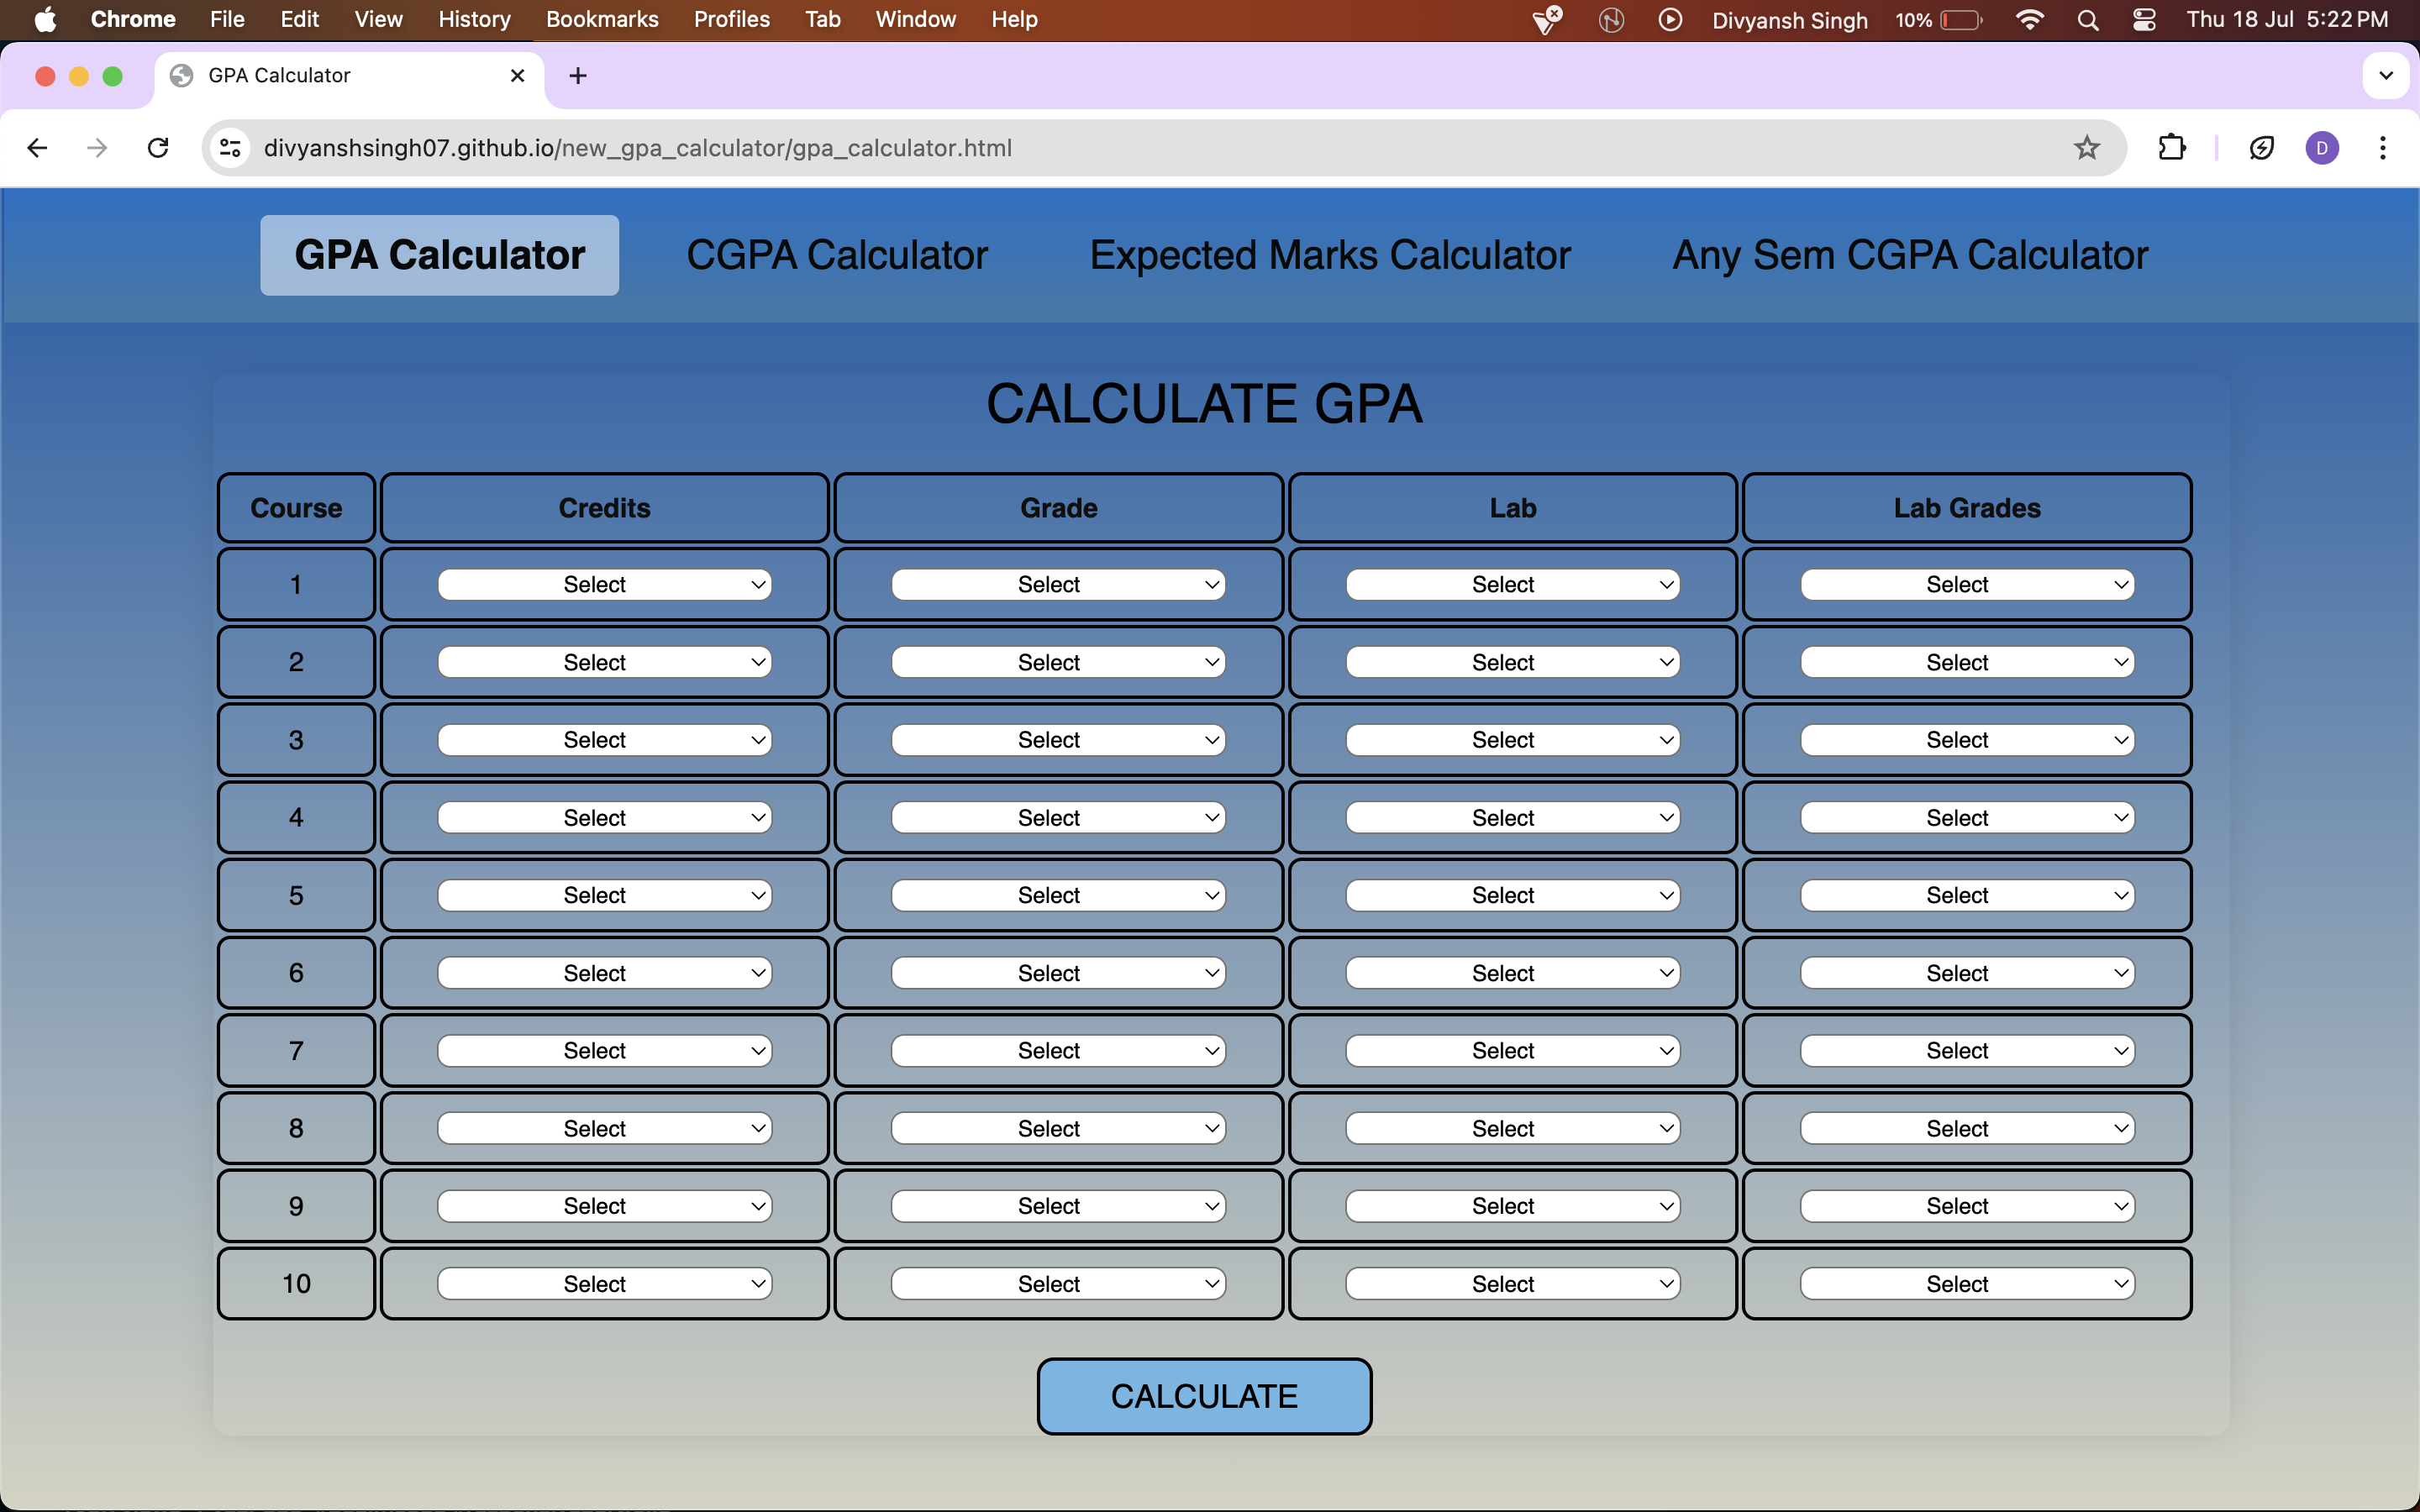 Chrome File Edit View History Bookmarks Profiles Tab Window Help Divyansh Singh 10% Thu 18 Jul 5:22 PM
GPA Calculator
divyanshsingh07.github.io/new_gpa_calculator/gpa_calculator.html D
GPA Calculator CGPA Calculator Expected Marks Calculator Any Sem CGPA Calculator
CALCULATE GPA
Course Credits Grade Lab Lab Grades
1 Select Select Select Select
2 Select Select Select Select
3 Select Select Select Select
4 Select Select Select Select
5 Select Select Select Select
6 Select Select Select Select
7 Select Select Select Select
8 Select Select Select Select
9 Select Select Select Select
10 Select Select Select Select
CALCULATE